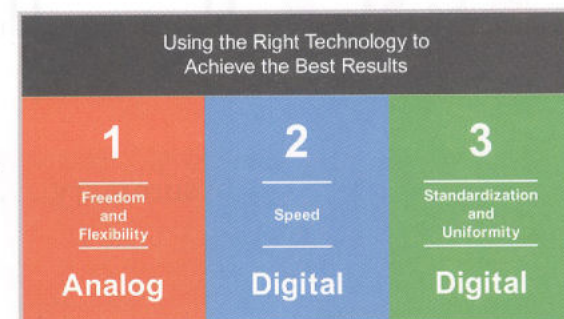 Using the Right Technology to
Achieve the Best Results
1
Freedom
and
Flexibility
Analog
2
Speed
Digital
3
Standardization
and
Uniformity
Digital